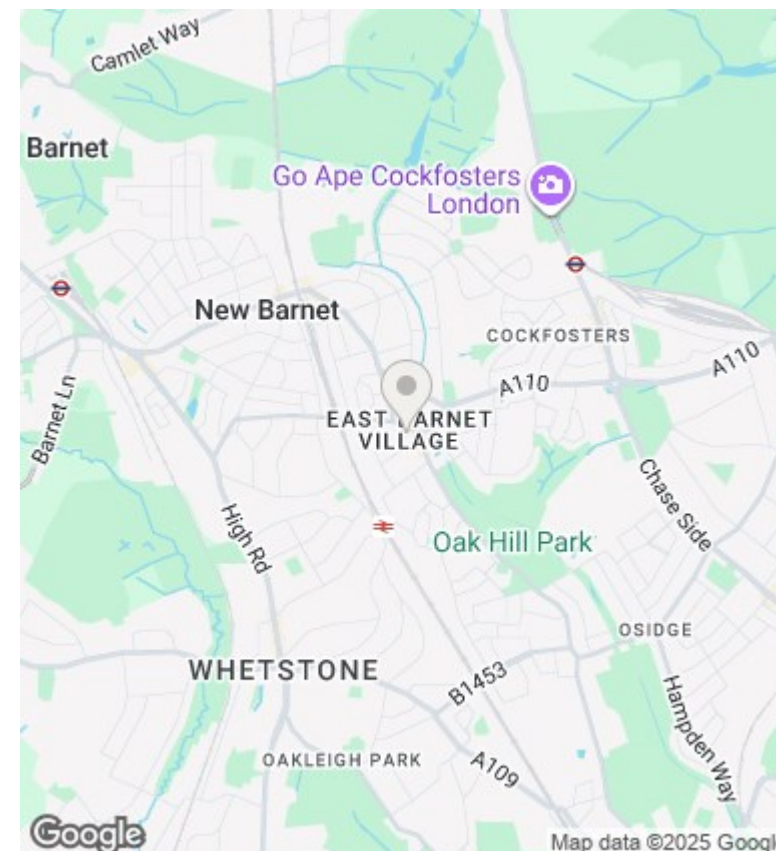 Camlet Way
Barnet
Go Ape Cockfosters
London
New Barnet
COCKFOSTERS
A110
A110
Barnet Ln
EAST BARNET
VILLAGE
Chase Side
High Rd
Oak Hill Park
OSIDGE
WHETSTONE
B1453
Hampden Way
OAKLEIGH PARK
A109
Google
Map data ©2025 Googl